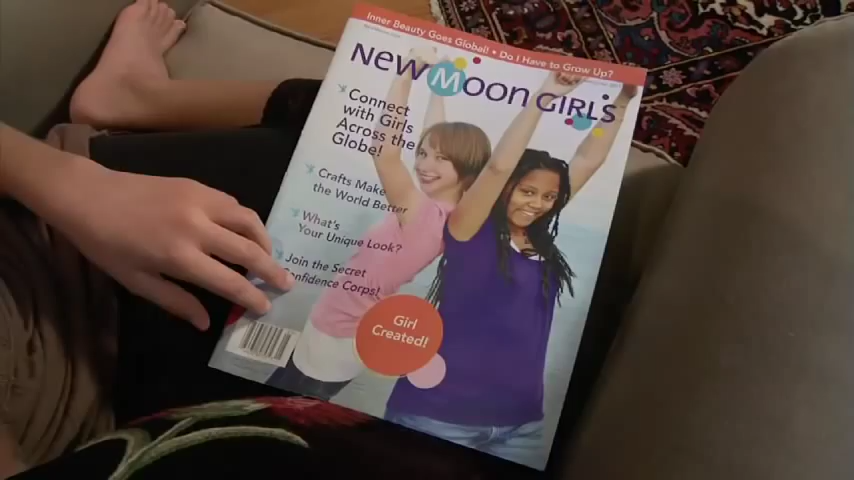 Inner Beauty Goes Global! • Do I Have to Grow Up?
NEW MOON GIRLS
Connect
with Girls
Across the
Globe!
Crafts Make
the World Better
What's
Your Unique Look?
Join the Secret
Confidence Corps!
Girl
Created!